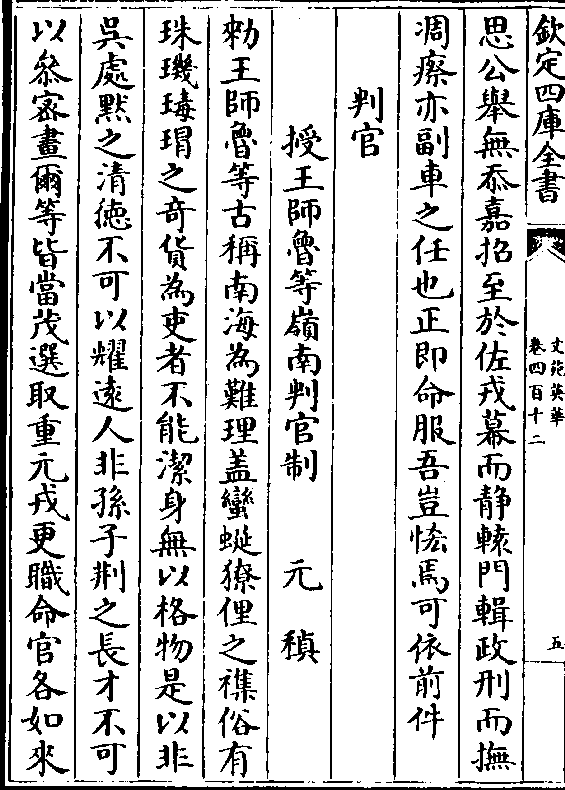 欽定四庫全書
文苑英華
卷四百十二
五
思公舉無忝嘉招至於佐戎幕而静轅門輯政刑而撫
凋瘵亦副車之任也正即命服吾豈恡焉可依前件
判官
授王師魯等嶺南判官制 元稹
勑王師魯等古稱南海為難理蓋蠻蜒獠俚之襍俗有
珠璣瑇瑁之奇貨為吏者不能潔身無以格物是以非
吳處黙之清徳不可以耀逺人非孫子荆之長才不可
以叅宻畫爾等皆當茂選取重元戎更職命官各如來